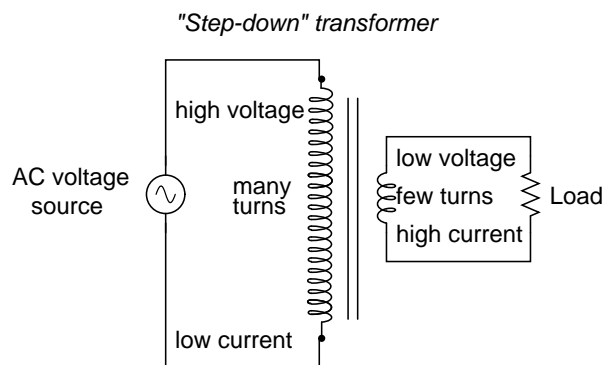 "Step-down" transformer
high voltage
AC voltage
source
many
turns
low current
low voltage
few turns
high current
Load